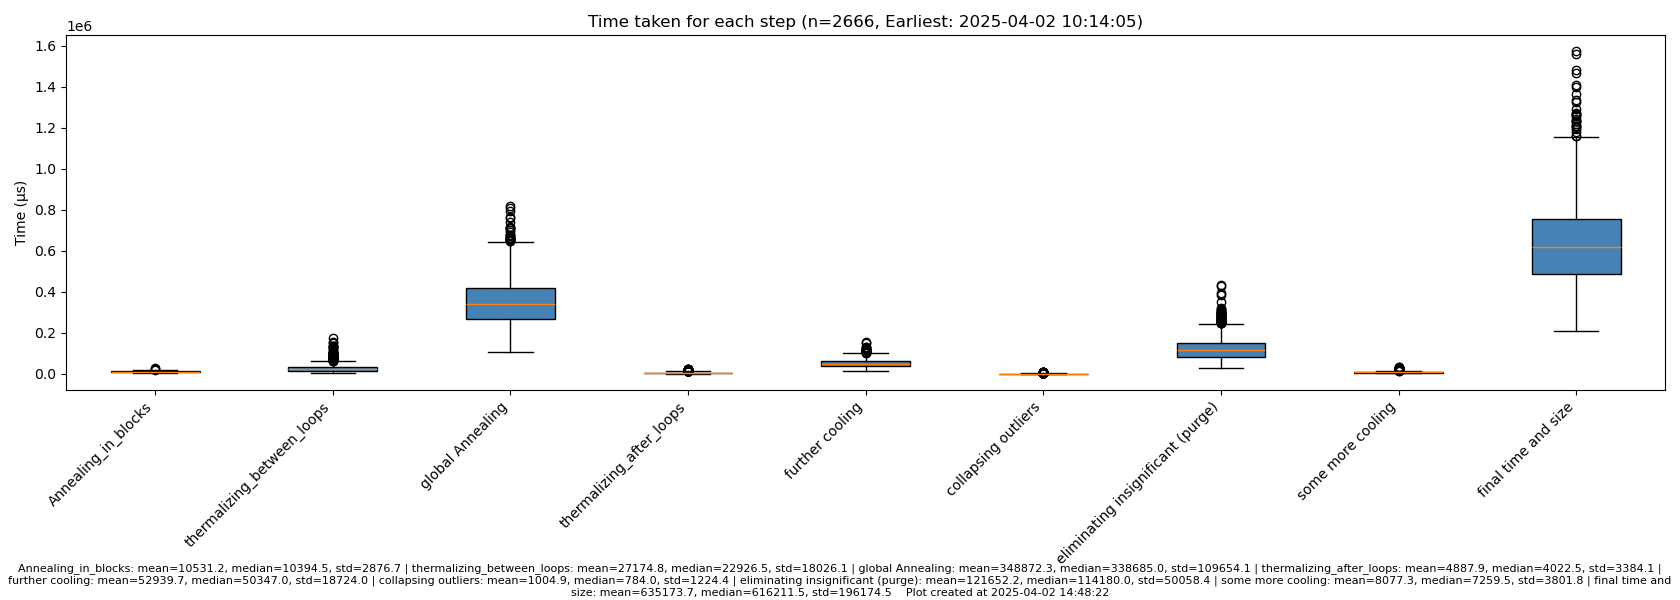 Time taken for each step (n=2666, Earliest: 2025-04-02 10:14:05)
1e6
1.6
1.4
1.2
1.0
0.8
0.6
0.4
0.2
0.0
Time (µs)
Annealing_in_blocks
thermalizing_between_loops
global Annealing
thermalizing_after_loops
further cooling
collapsing outliers
eliminating insignificant (purge)
some more cooling
final time and size
Annealing_in_blocks: mean=10531.2, median=10394.5, std=2876.7 | thermalizing_between_loops: mean=27174.8, median=22926.5, std=18026.1 | global Annealing: mean=348872.3, median=338685.0, std=109654.1 | thermalizing_after_loops: mean=4887.9, median=4022.5, std=3384.1 |
further cooling: mean=52939.7, median=50347.0, std=18724.0 | collapsing outliers: mean=1004.9, median=784.0, std=1224.4 | eliminating insignificant (purge): mean=121652.2, median=114180.0, std=50058.4 | some more cooling: mean=8077.3, median=7259.5, std=3801.8 | final time and
size: mean=635173.7, median=616211.5, std=196174.5    Plot created at 2025-04-02 14:48:22